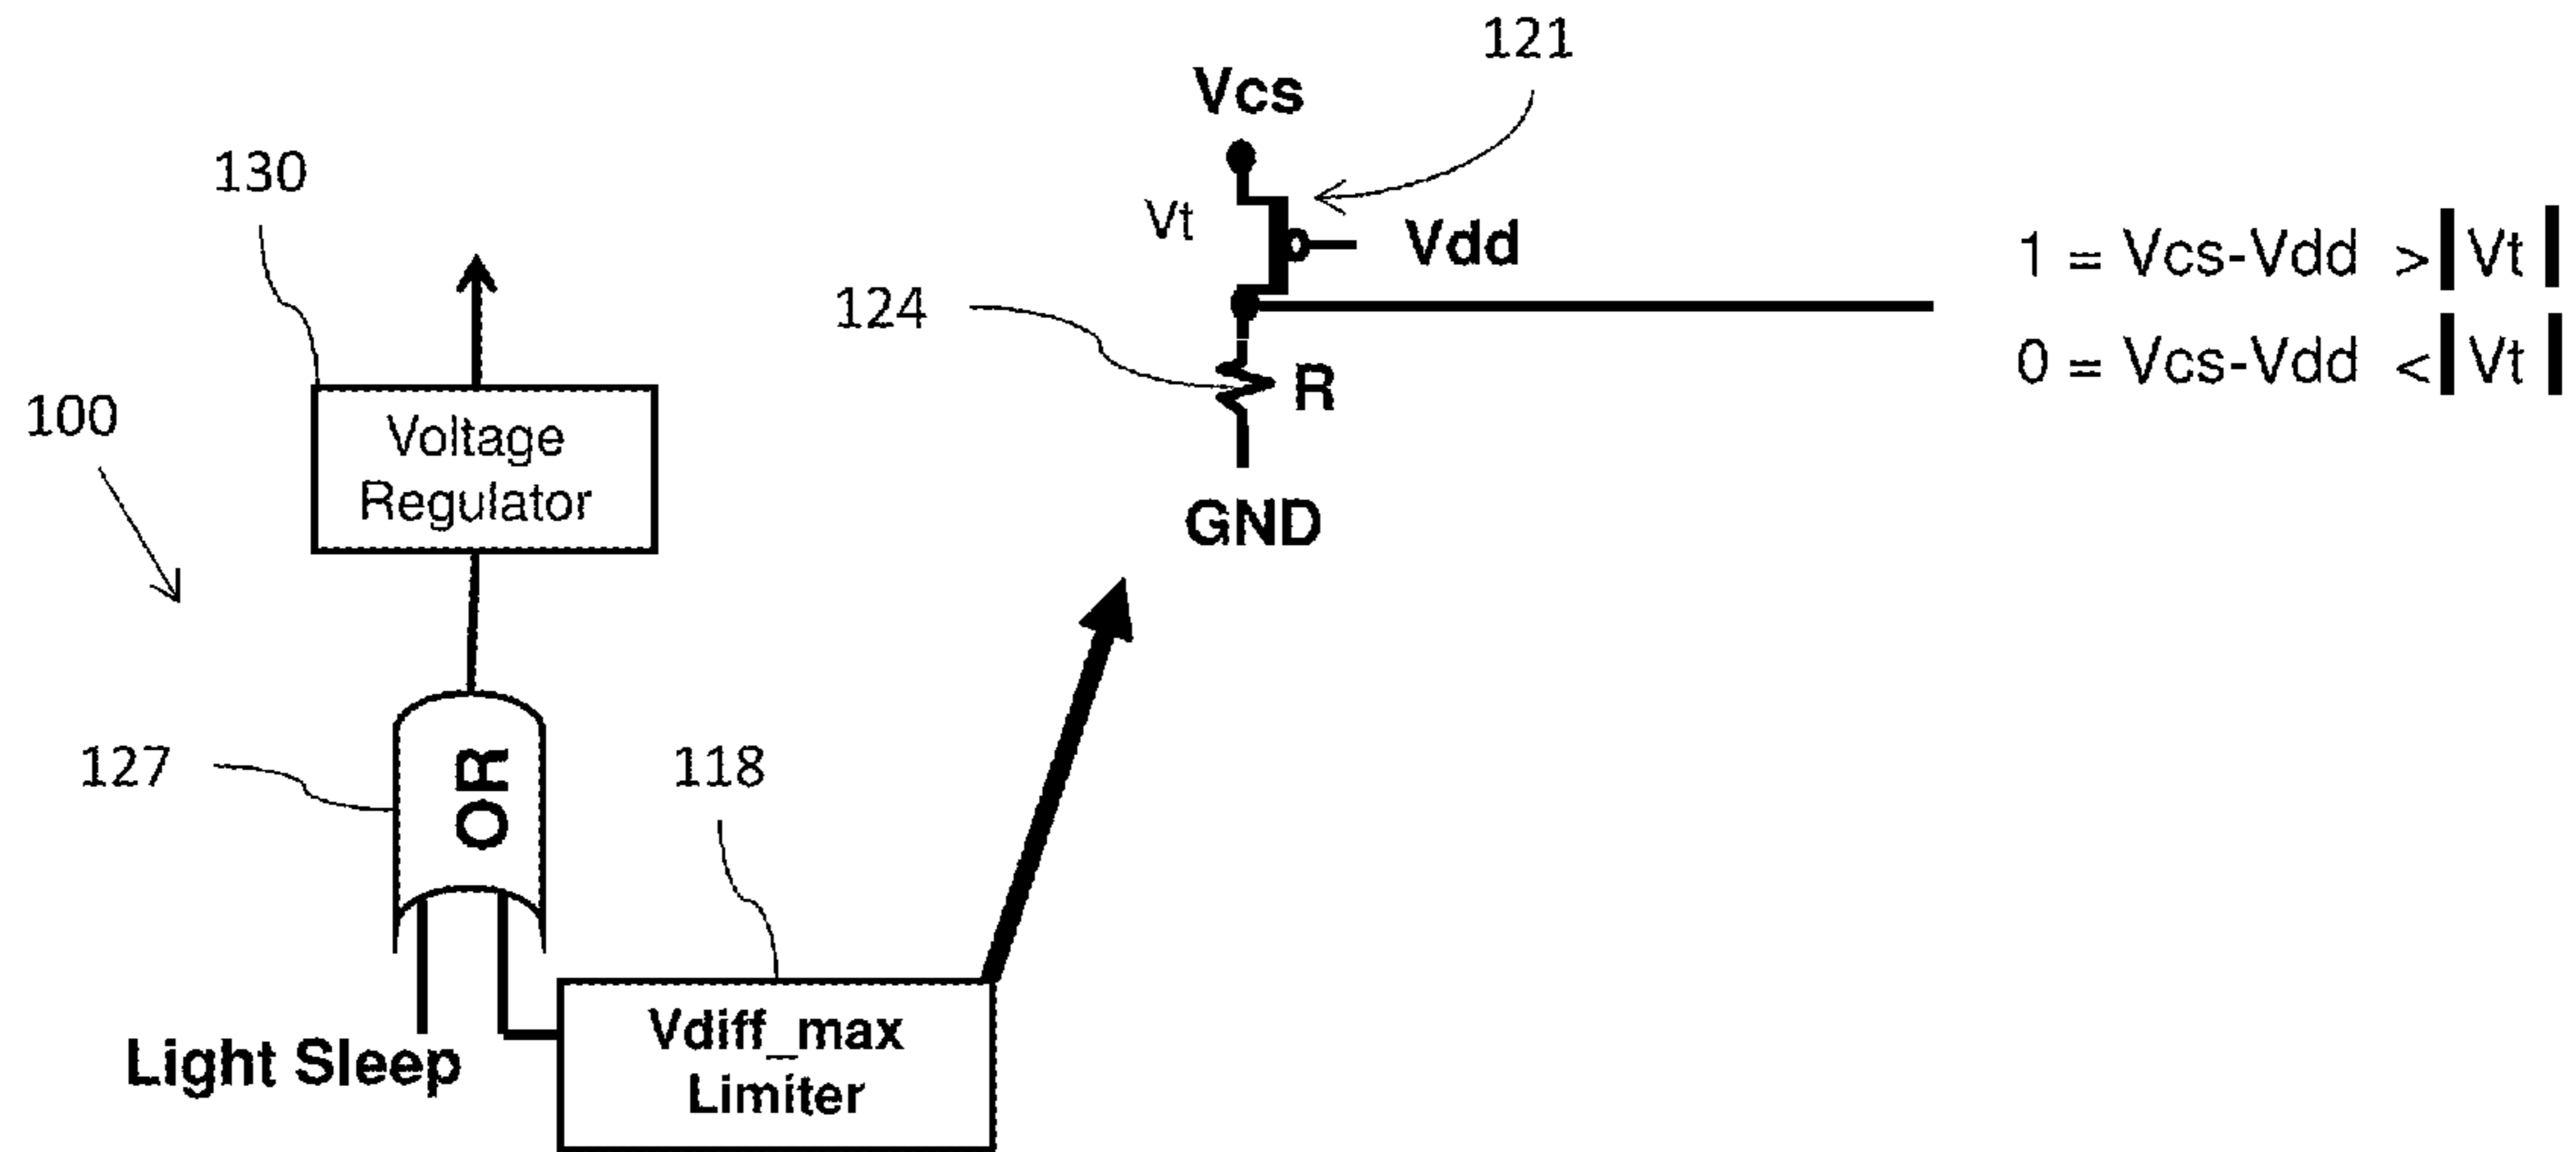 121
Vcs
130
Vt
Vdd
1 = Vcs-Vdd >|Vt|
124
0 = Vcs-Vdd <|Vt|
R
100
Voltage
Regulator
GND
127
OR
118
Light Sleep
Vdiff_max
Limiter